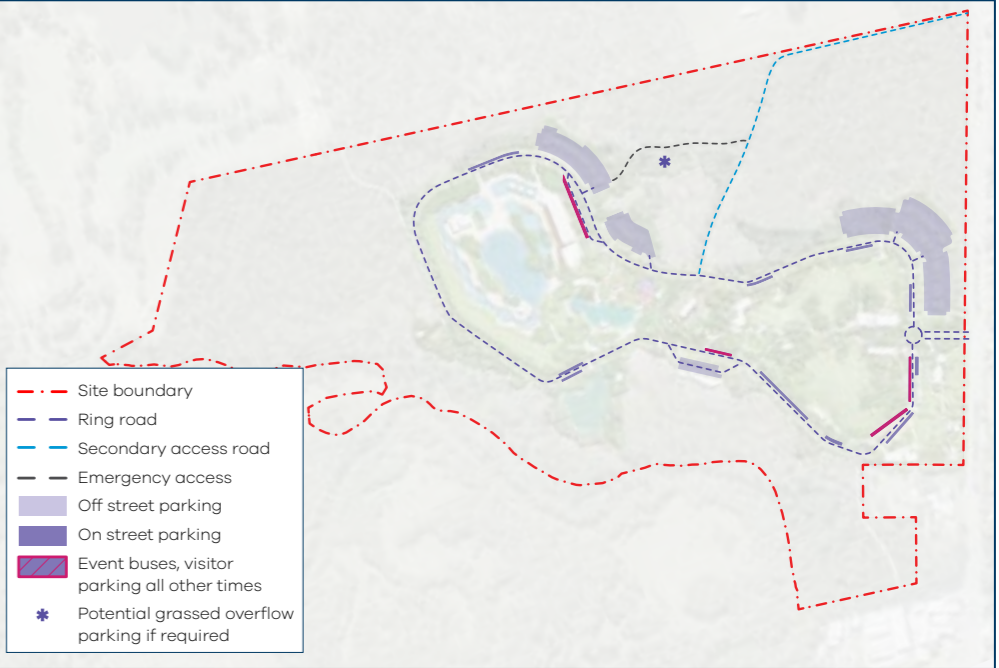 Site boundary
Ring road
Secondary access road
Emergency access
Off street parking
On street parking
Event buses, visitor
parking all other times
Potential grassed overflow
parking if required